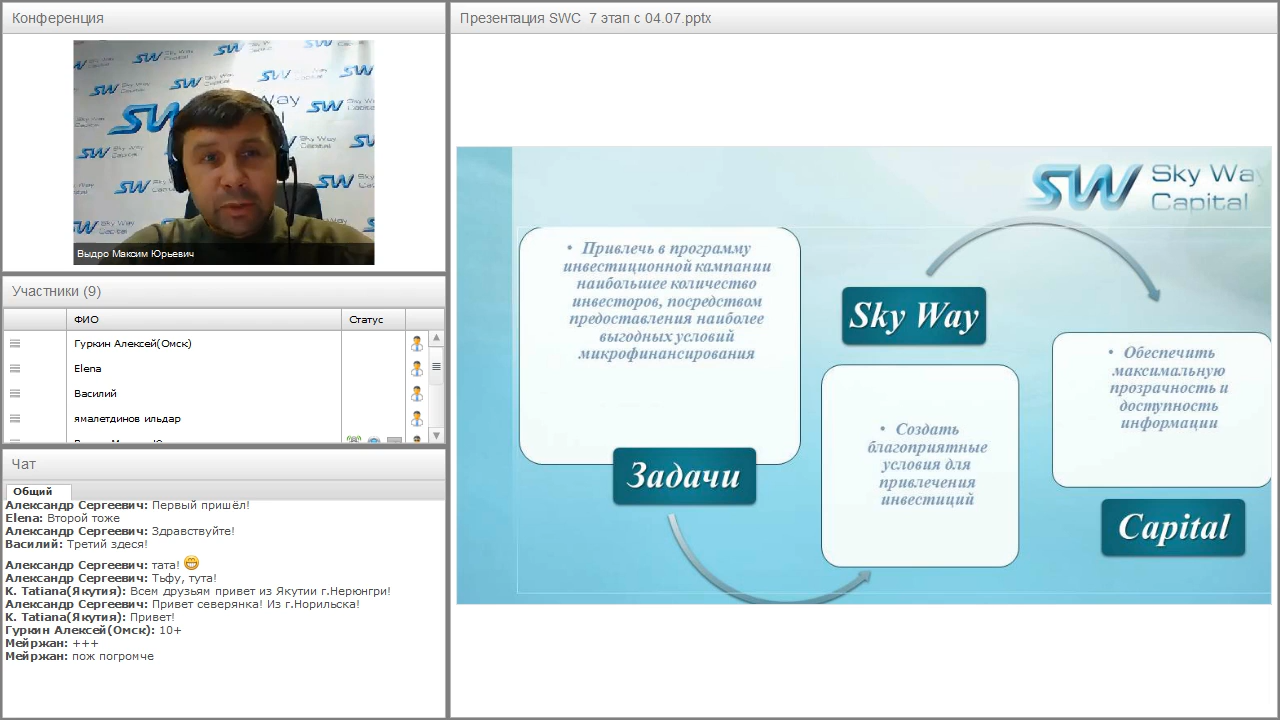 Конференция
Sky Way
Capital
Выдро Максим Юрьевич
Участники (9)
ФИО
Статус
Гуркин Алексей(Омск)
Elena
Василий
ямалетдинов ильдар
Чат
Общий
Александр Сергеевич: Первый пришёл!
Elena: Второй тоже
Александр Сергеевич: Здравствуйте!
Василий: Третий здеся!
Александр Сергеевич: тата!
Александр Сергеевич: Тьфу, тута!
К. Tatiana(Якутия): Всем друзьям привет из Якутии г.Нерюнгри!
Александр Сергеевич: Привет северянка! Из г.Норильска!
К. Tatiana(Якутия): Привет!
Гуркин Алексей(Омск): 10+
Мейржан: +++
Мейржан: пож погромче
Презентация SWC 7 этап с 04.07.pptx
SW Sky Way
Capital
• Привлечь в программу
инвестиционной кампании
наибольшее количество
инвесторов, посредством
предоставления наиболее
выгодных условий
микрофинансирования
Задачи
Sky Way
• Создать
благоприятные
условия для
привлечения
инвестиций
• Обеспечить
максимальную
прозрачность и
доступность
информации
Capital